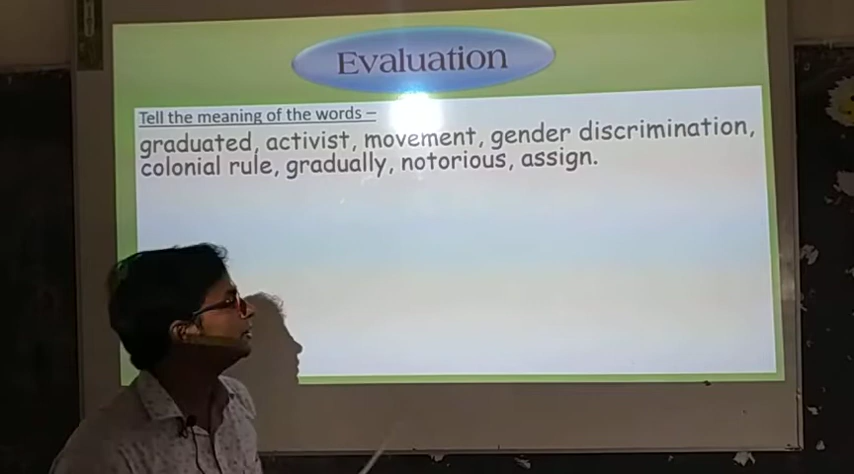 Evaluation
Tell the meaning of the words –
graduated, activist, movement, gender discrimination,
colonial rule, gradually, notorious, assign.